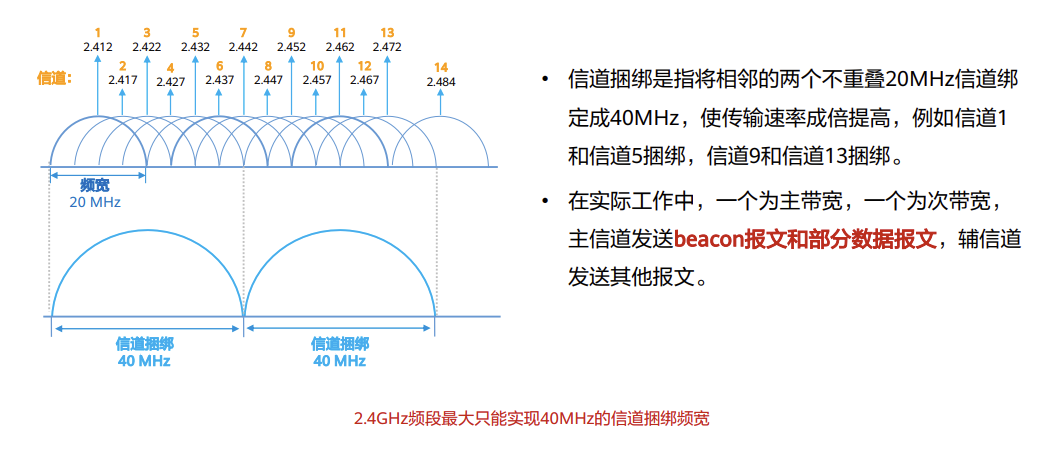 1 3 5 7 9 11 13
2.412 2.422 2.432 2.442 2.452 2.462 2.472
信道： 2 4 6 8 10 12 14
2.417 2.427 2.437 2.447 2.457 2.467 2.484
频宽
20 MHz
信道捆绑 信道捆绑
40 MHz 40 MHz
• 信道捆绑是指将相邻的两个不重叠20MHz信道绑
定成40MHz，使传输速率成倍提高，例如信道1
和信道5捆绑，信道9和信道13捆绑。
• 在实际工作中，一个为主带宽，一个为次带宽，
主信道发送beacon报文和部分数据报文，辅信道
发送其他报文。
2.4GHz频段最大只能实现40MHz的信道捆绑频宽